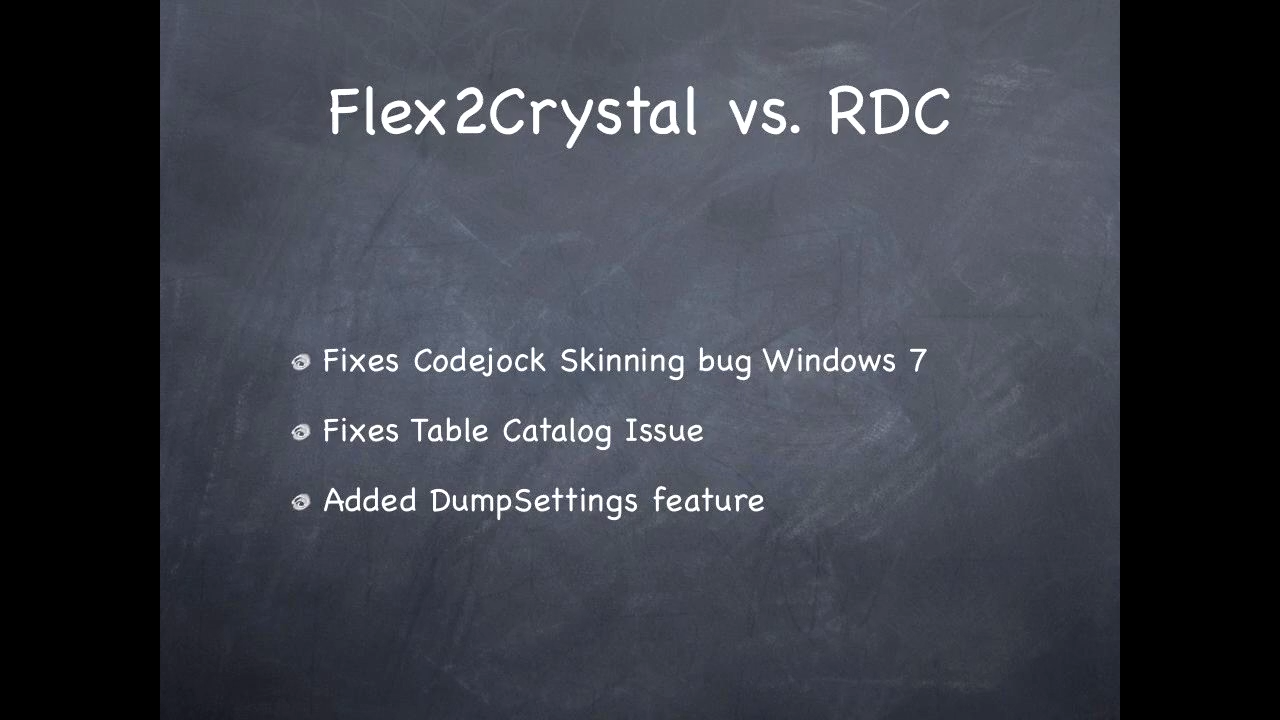 Flex2Crystal vs. RDC
Fixes Codejock Skinning bug Windows 7
Fixes Table Catalog Issue
Added DumpSettings feature